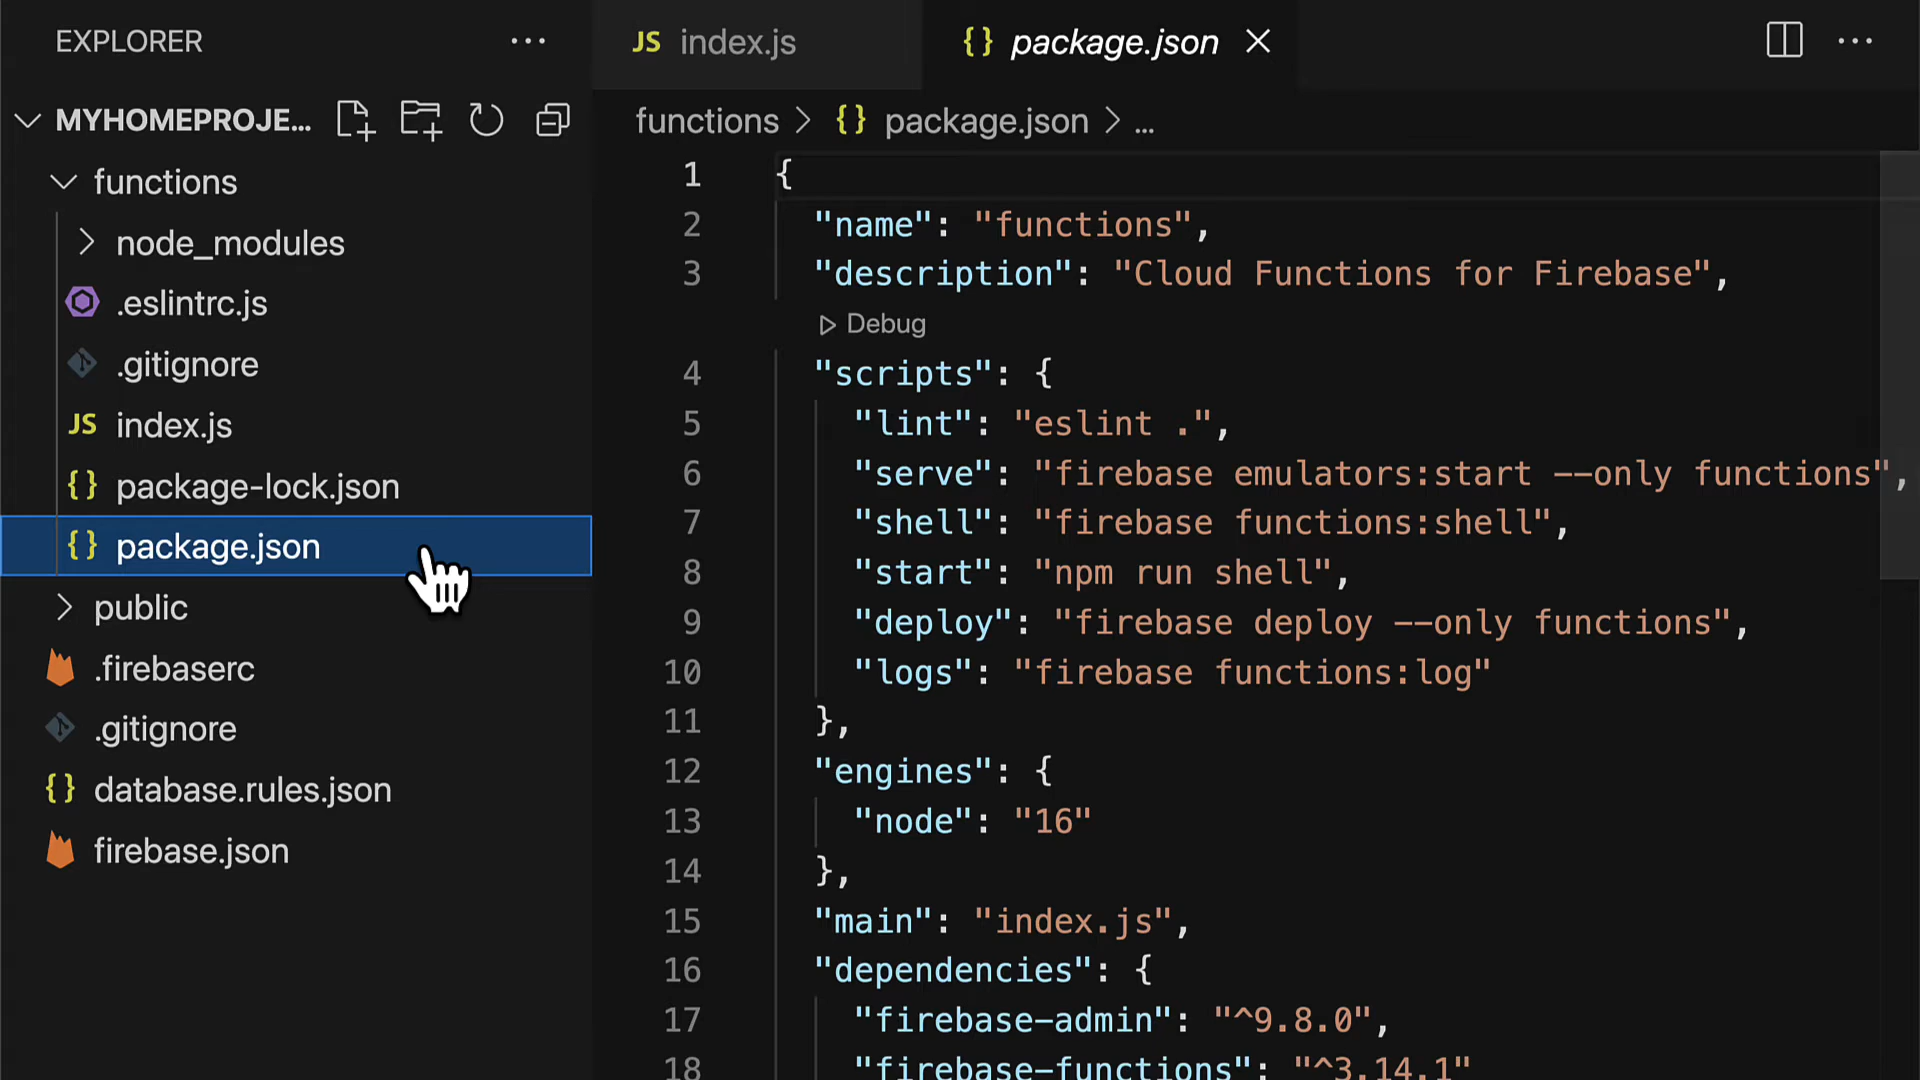 EXPLORER
MYHOMEPROJE...
functions
node_modules
.eslintrc.js
.gitignore
JS index.js
{} package-lock.json
{} package.json
public
.firebaserc
.gitignore
{} database.rules.json
firebase.json
JS index.js
{} package.json
functions > {} package.json > ...
1 {
2 "name": "functions",
3 "description": "Cloud Functions for Firebase",
Debug
4 "scripts": {
5 "lint": "eslint .",
6 "serve": "firebase emulators:start --only functions",
7 "shell": "firebase functions:shell",
8 "start": "npm run shell",
9 "deploy": "firebase deploy --only functions",
10 "logs": "firebase functions:log"
11 },
12 "engines": {
13 "node": "16"
14 },
15 "main": "index.js",
16 "dependencies": {
17 "firebase-admin": "^9.8.0",
18 "firebase-functions": "^3.14.1"